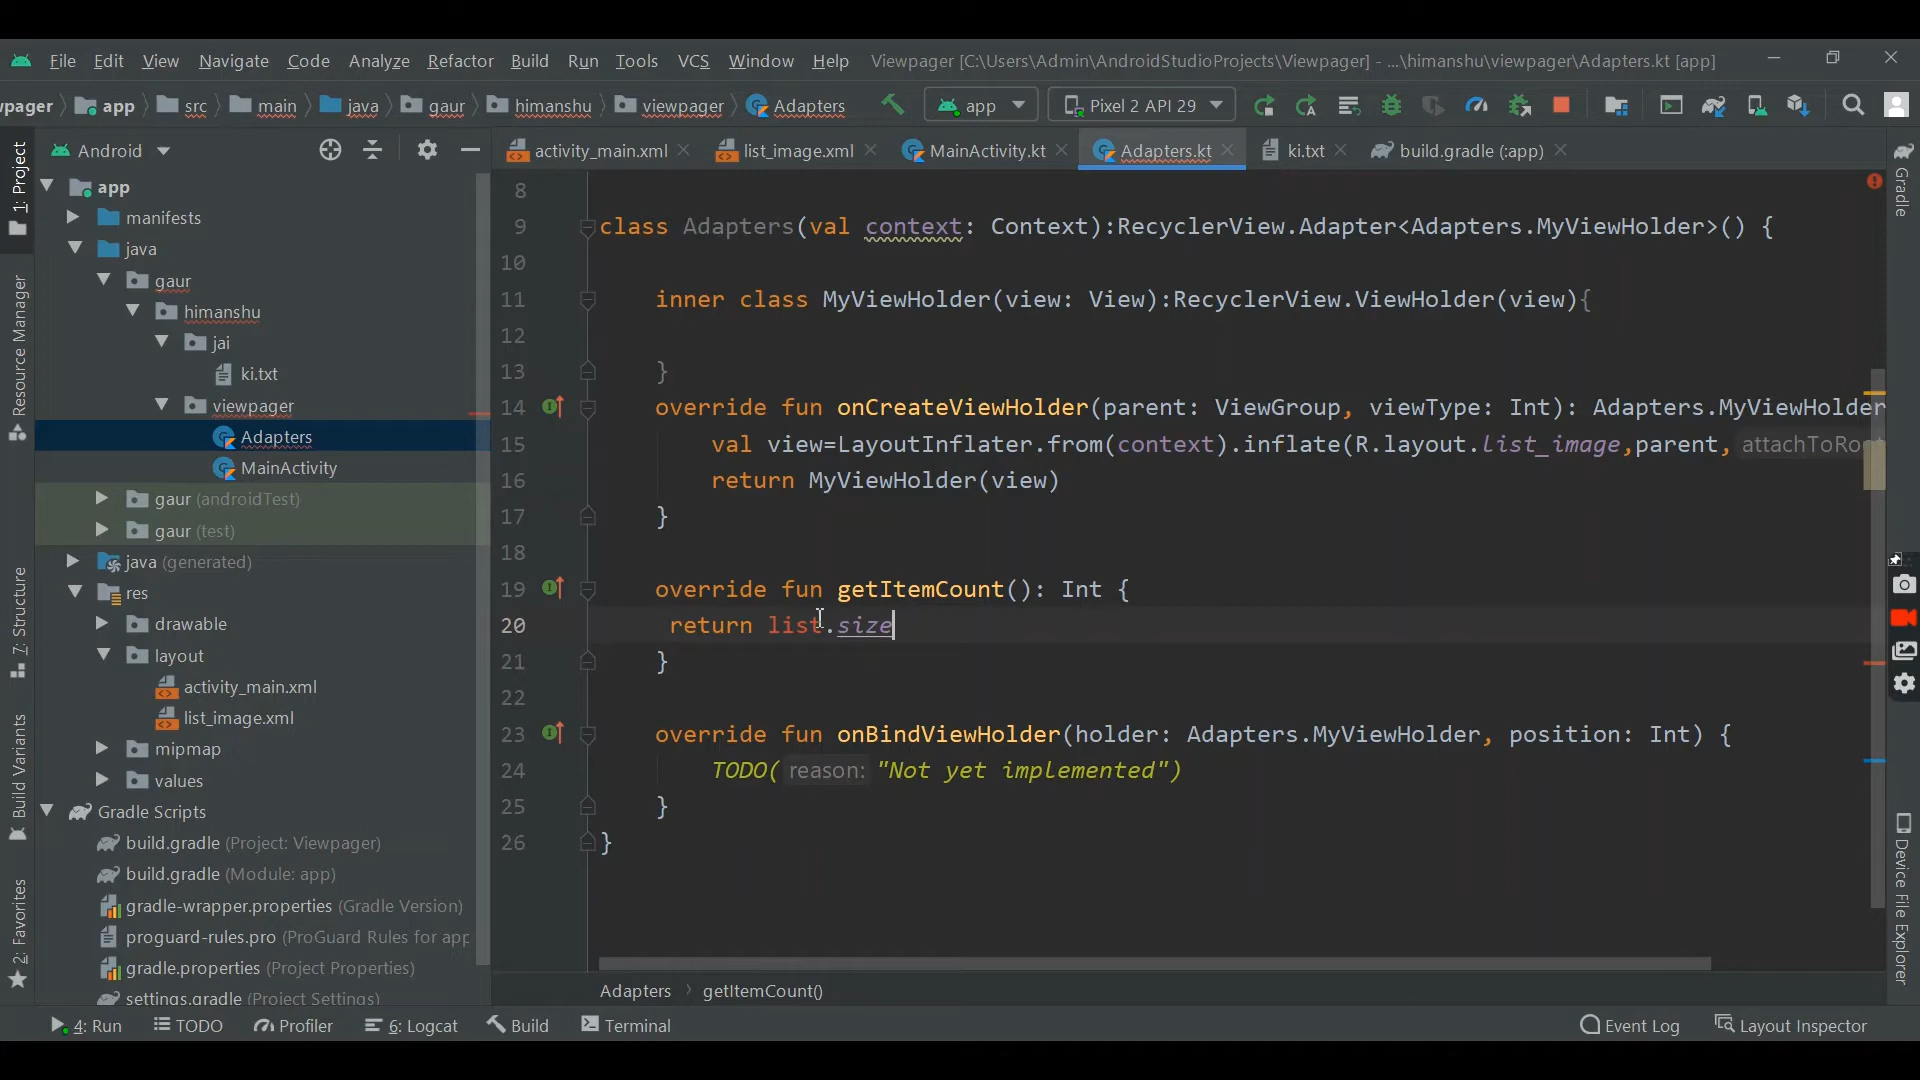 File Edit View Navigate Code Analyze Refactor Build Run Tools VCS Window Help Viewpager [C:\Users\Admin\AndroidStudioProjects\Viewpager] - ...\himanshu\viewpager\Adapters.kt [app]
vpager app src main java gaur himanshu viewpager Adapters app Pixel 2 API 29
Android activity_main.xml list_image.xml MainActivity.kt Adapters.kt ki.txt build.gradle (:app)
1: Project
Resource Manager
7: Structure
Build Variants
2: Favorites
app
manifests
java
gaur
himanshu
jai
ki.txt
viewpager
Adapters
MainActivity
gaur (androidTest)
gaur (test)
java (generated)
res
drawable
layout
activity_main.xml
list_image.xml
mipmap
values
Gradle Scripts
build.gradle (Project: Viewpager)
build.gradle (Module: app)
gradle-wrapper.properties (Gradle Version)
proguard-rules.pro (ProGuard Rules for app
gradle.properties (Project Properties)
settings.gradle (Project Settings)
8
9 class Adapters(val context: Context):RecyclerView.Adapter<Adapters.MyViewHolder>() {
10
11 inner class MyViewHolder(view: View):RecyclerView.ViewHolder(view){
12
13 }
14 override fun onCreateViewHolder(parent: ViewGroup, viewType: Int): Adapters.MyViewHolder
15 val view=LayoutInflater.from(context).inflate(R.layout.list_image,parent, attachToRoot
16 return MyViewHolder(view)
17 }
18
19 override fun getItemCount(): Int {
20 return list.size
21 }
22
23 override fun onBindViewHolder(holder: Adapters.MyViewHolder, position: Int) {
24 TODO( reason: "Not yet implemented")
25 }
26 }
Adapters getItemCount()
Gradle
Device File Explorer
4: Run TODO Profiler 6: Logcat Build Terminal Event Log Layout Inspector